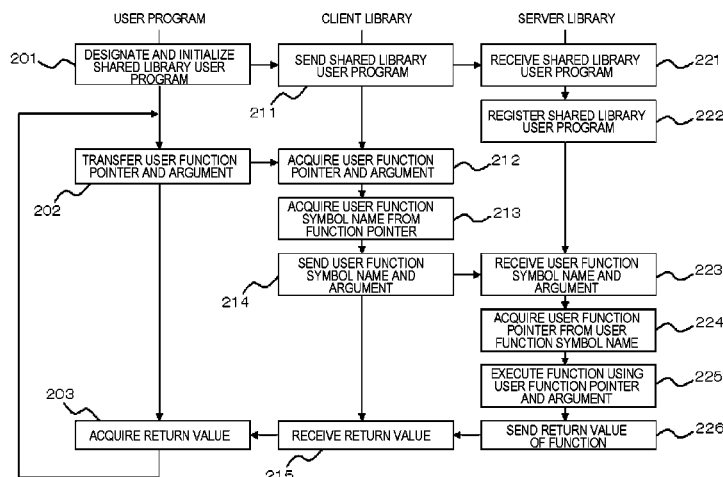 USER PROGRAM
CLIENT LIBRARY
SERVER LIBRARY
201
DESIGNATE AND INITIALIZE
SHARED LIBRARY USER
PROGRAM
SEND SHARED LIBRARY
USER PROGRAM
211
RECEIVE SHARED LIBRARY
USER PROGRAM
221
REGISTER SHARED LIBRARY
USER PROGRAM
222
TRANSFER USER FUNCTION
POINTER AND ARGUMENT
202
ACQUIRE USER FUNCTION
POINTER AND ARGUMENT
212
ACQUIRE USER FUNCTION
SYMBOL NAME FROM
FUNCTION POINTER
213
SEND USER FUNCTION
SYMBOL NAME AND
ARGUMENT
214
RECEIVE USER FUNCTION
SYMBOL NAME AND
ARGUMENT
223
ACQUIRE USER FUNCTION
POINTER FROM USER
FUNCTION SYMBOL NAME
224
EXECUTE FUNCTION USING
USER FUNCTION POINTER
AND ARGUMENT
225
203
ACQUIRE RETURN VALUE
RECEIVE RETURN VALUE
215
SEND RETURN VALUE
OF FUNCTION
226